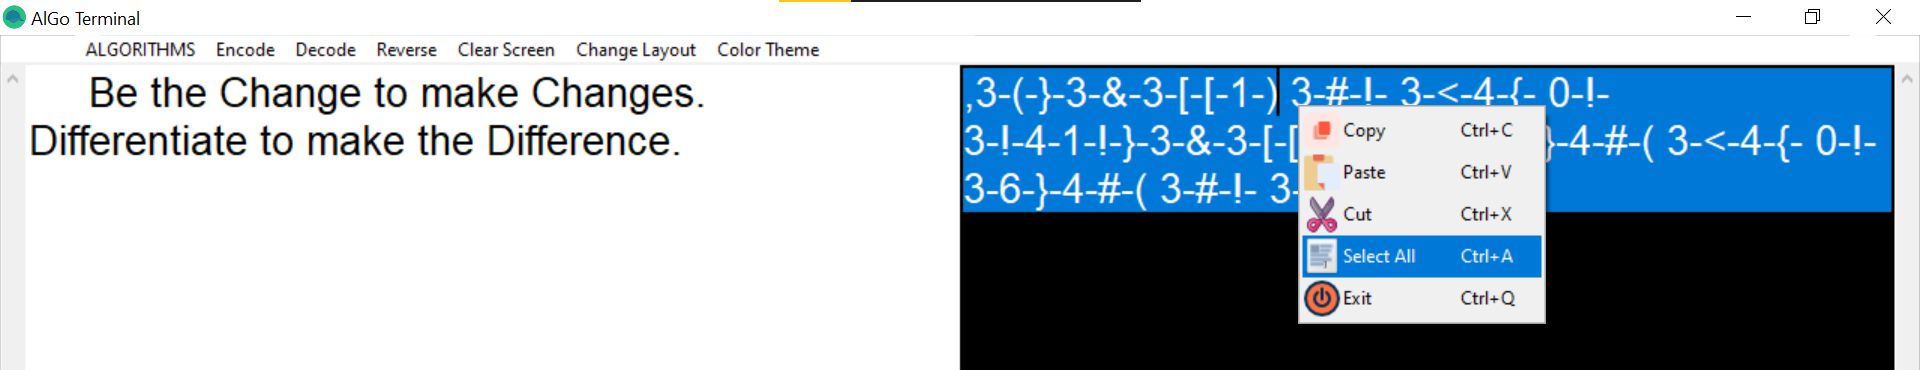 AlGo Terminal
ALGORITHMS Encode Decode Reverse Clear Screen Change Layout Color Theme
Be the Change to make Changes.
Differentiate to make the Difference.
,3-(-}-3-&-3-[-[-1-) 3-#-!- 3-<-4-{- 0-!-
3-!-4-1-!-}-3-&-3-[-[ }-4-#-( 3-<-4-{- 0-!-
3-6-}-4-#-( 3-#-!- 3-
Copy Ctrl+C
Paste Ctrl+V
Cut Ctrl+X
Select All Ctrl+A
Exit Ctrl+Q